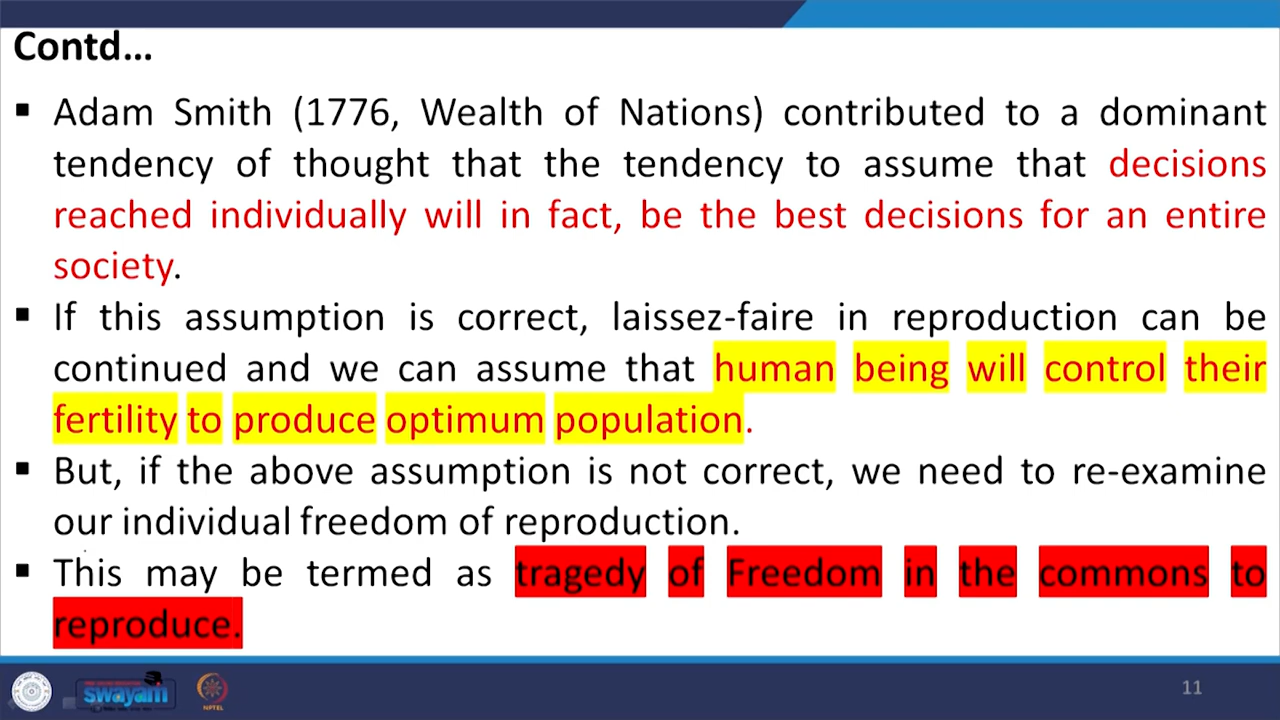 Contd…
▪ Adam Smith (1776, Wealth of Nations) contributed to a dominant
tendency of thought that the tendency to assume that decisions
reached individually will in fact, be the best decisions for an entire
society.
▪ If this assumption is correct, laissez-faire in reproduction can be
continued and we can assume that human being will control their
fertility to produce optimum population.
▪ But, if the above assumption is not correct, we need to re-examine
our individual freedom of reproduction.
▪ This may be termed as tragedy of Freedom in the commons to
reproduce.
swayam
NPTEL
11